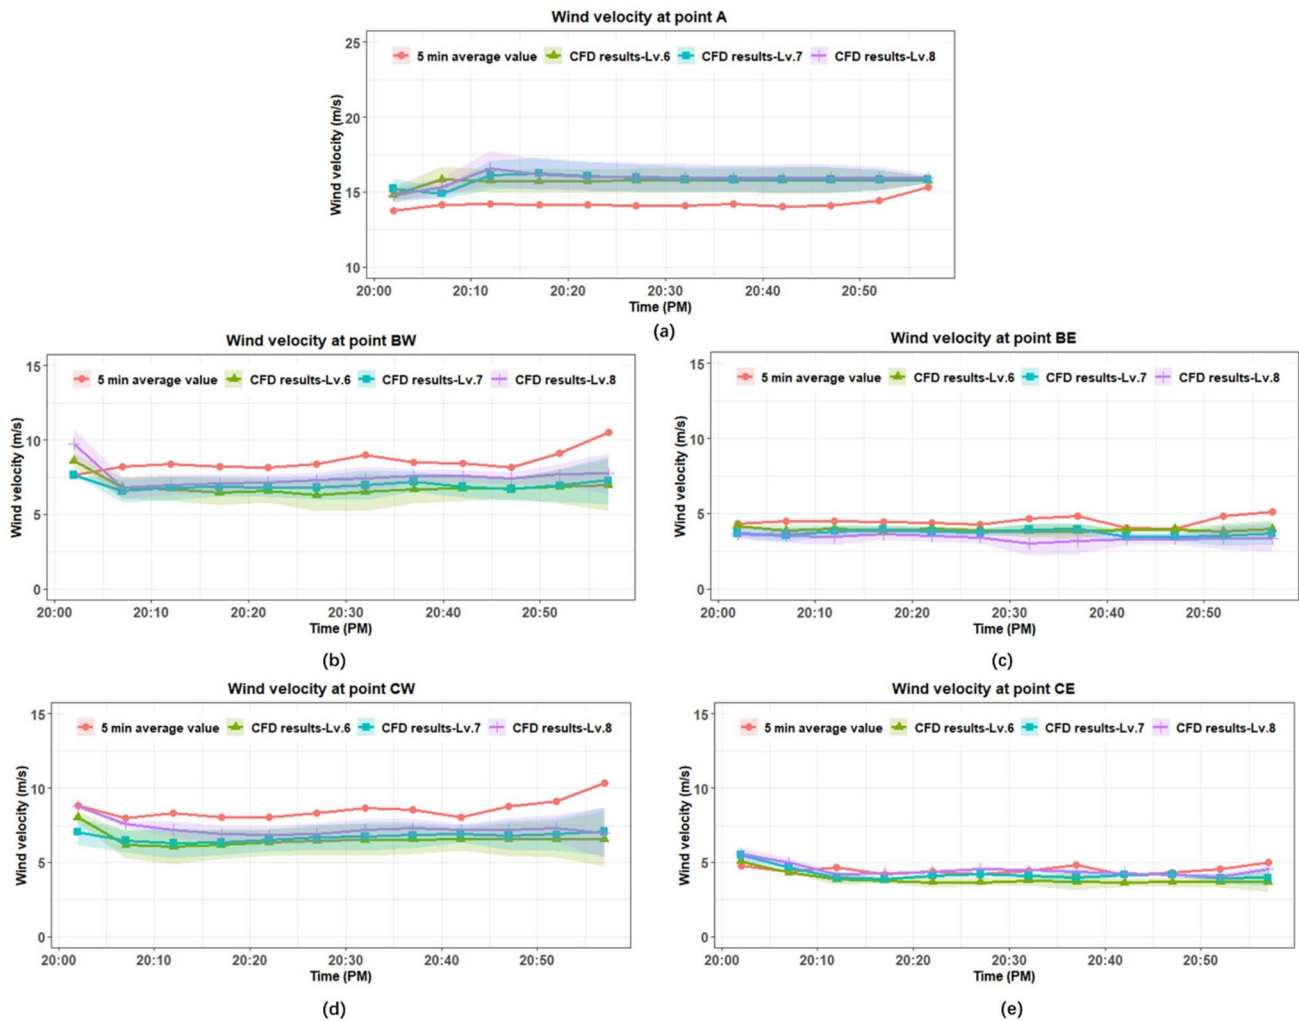 Wind velocity at point A
5 min average value CFD results-Lv.6 CFD results-Lv.7 CFD results-Lv.8
25
20
15
10
Wind velocity (m/s)
20:00 20:10 20:20 20:30 20:40 20:50
Time (PM)
(a)
Wind velocity at point BW
5 min average value CFD results-Lv.6 CFD results-Lv.7 CFD results-Lv.8
15
10
5
0
Wind velocity (m/s)
20:00 20:10 20:20 20:30 20:40 20:50
Time (PM)
(b)
Wind velocity at point BE
5 min average value CFD results-Lv.6 CFD results-Lv.7 CFD results-Lv.8
15
10
5
0
Wind velocity (m/s)
20:00 20:10 20:20 20:30 20:40 20:50
Time (PM)
(c)
Wind velocity at point CW
5 min average value CFD results-Lv.6 CFD results-Lv.7 CFD results-Lv.8
15
10
5
0
Wind velocity (m/s)
20:00 20:10 20:20 20:30 20:40 20:50
Time (PM)
(d)
Wind velocity at point CE
5 min average value CFD results-Lv.6 CFD results-Lv.7 CFD results-Lv.8
15
10
5
0
Wind velocity (m/s)
20:00 20:10 20:20 20:30 20:40 20:50
Time (PM)
(e)